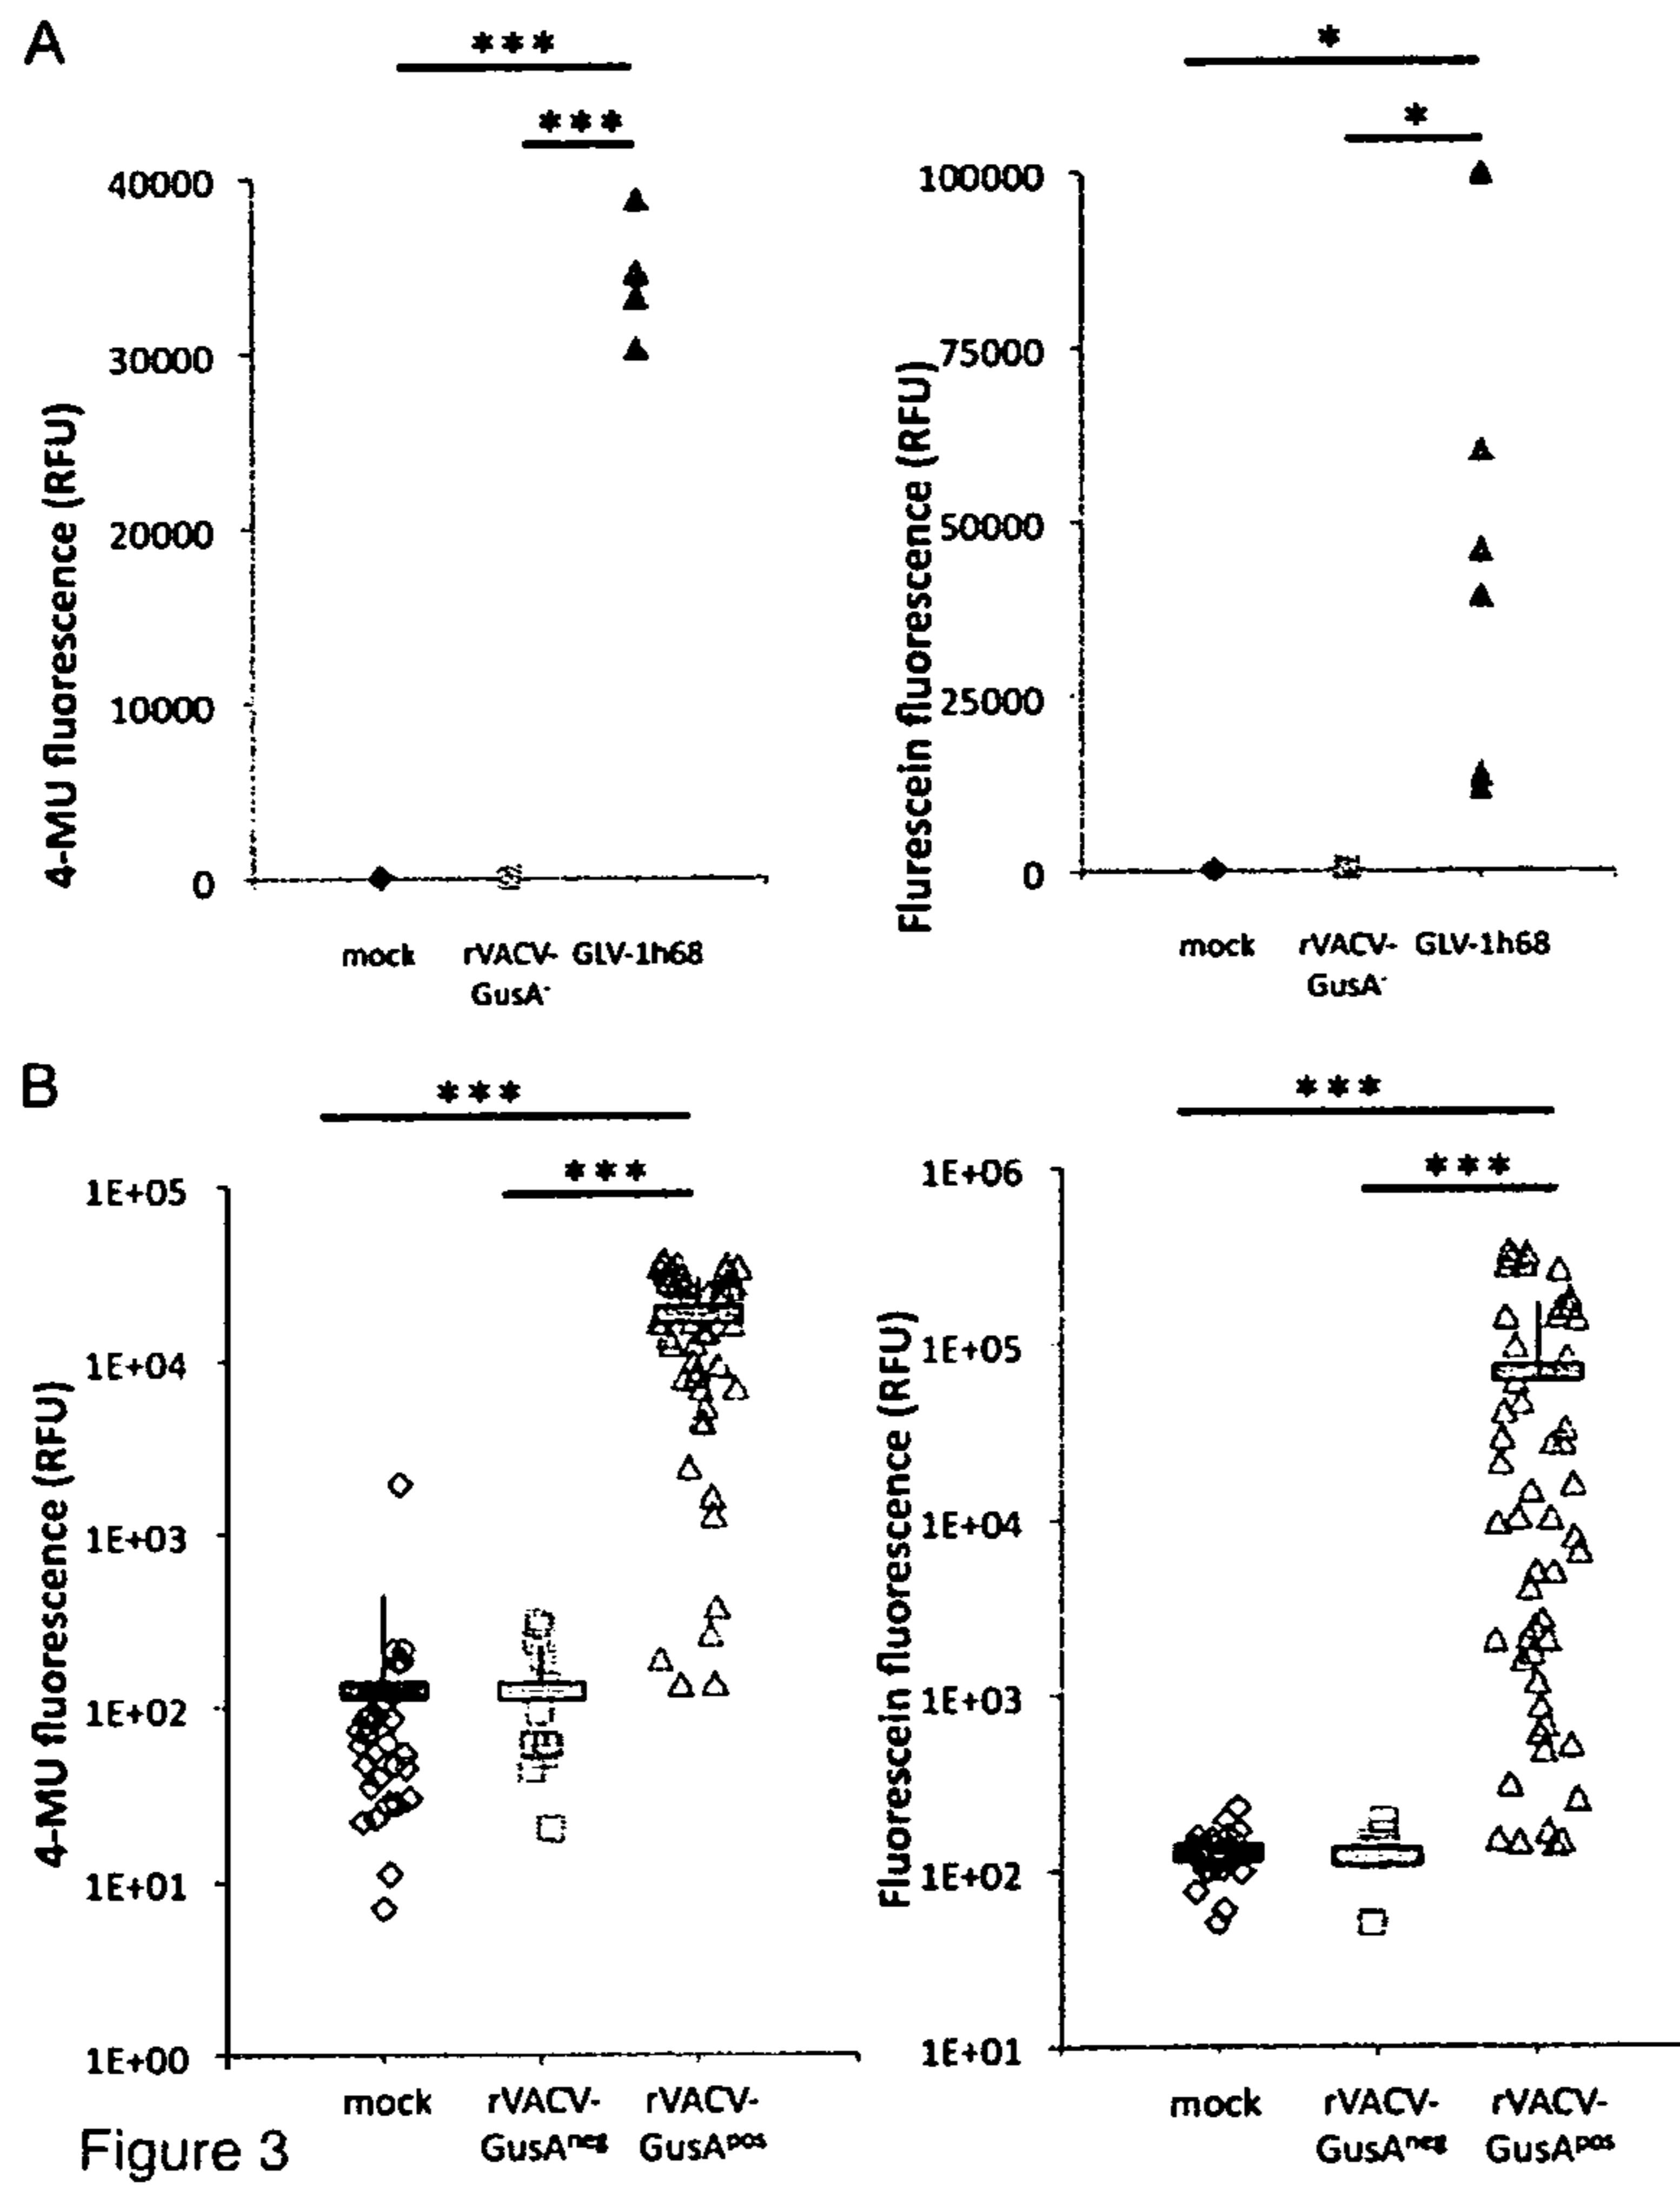 A
***
***
40000
30000
20000
10000
0
4-MU fluorescence (RFU)
mock
rVACV-
GusA-
GLV-1h68
*
*
100000
75000
50000
25000
0
Flurescein fluorescence (RFU)
mock
rVACV-
GusA-
GLV-1h68
B
***
***
1E+05
1E+04
1E+03
1E+02
1E+01
1E+00
4-MU fluorescence (RFU)
mock
rVACV-
GusAneg
rVACV-
GusApos
***
***
1E+06
1E+05
1E+04
1E+03
1E+02
1E+01
Fluorescein fluorescence (RFU)
mock
rVACV-
GusAneg
rVACV-
GusApos
Figure 3